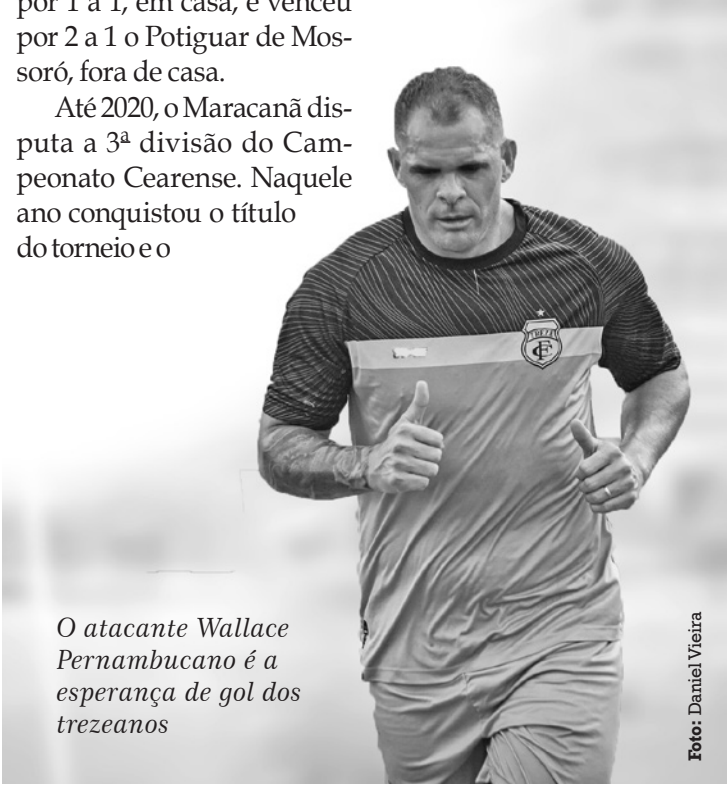 por 1 a 1, em casa, e venceu
por 2 a 1 o Potiguar de Mos-
soró, fora de casa.
Até 2020, o Maracanã dis-
puta a 3ª divisão do Cam-
peonato Cearense. Naquele
ano conquistou o título
do torneio e o
O atacante Wallace
Pernambucano é a
esperança de gol dos
trezeanos
Foto: Daniel Vieira